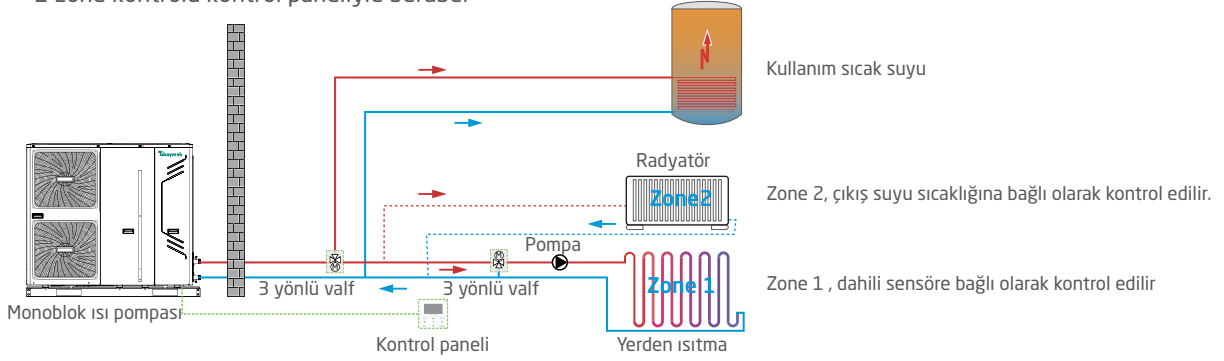 2 zone kontrolü kontrol paneliyle beraber
Kullanım sıcak suyu
baymak
Radyatör
Zone2
Zone 2, çıkış suyu sıcaklığına bağlı olarak kontrol edilir.
Pompa
3 yönlü valf
3 yönlü valf
Zone 1
Zone 1 , dahili sensöre bağlı olarak kontrol edilir
Monoblok ısı pompası
Kontrol paneli
Yerden ısıtma